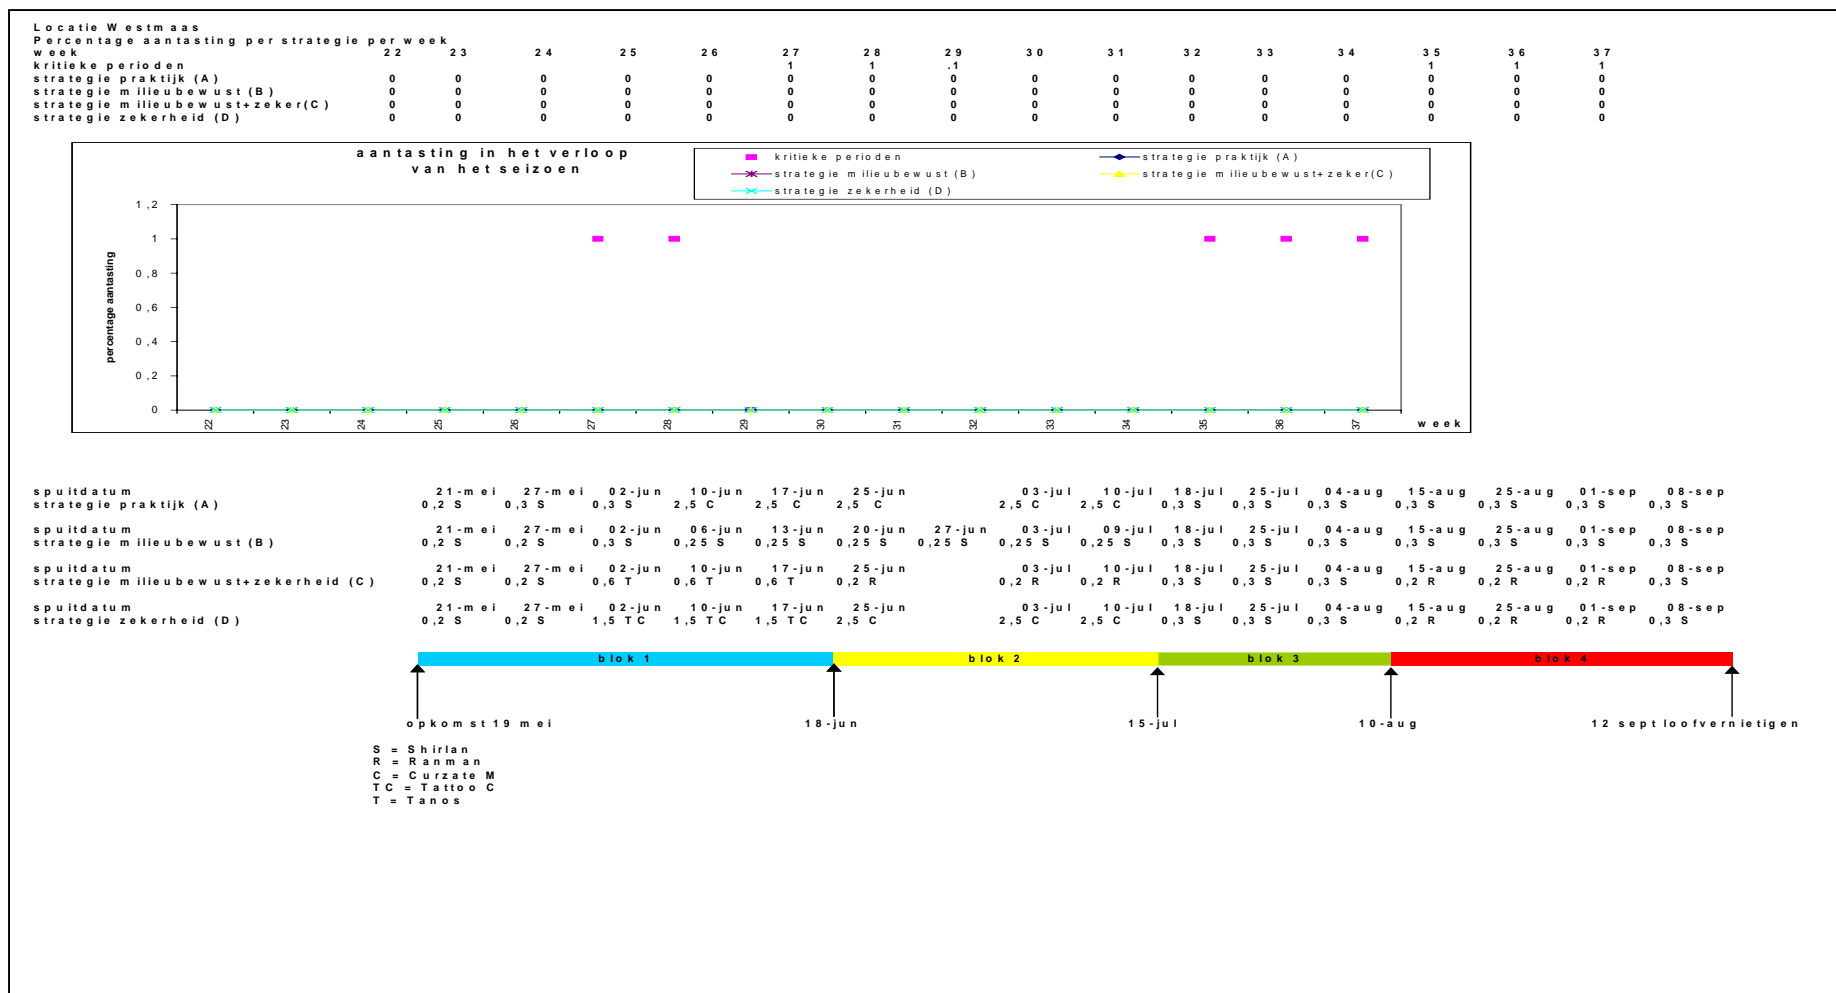 Locatie Westmaas
Percentage aantasting per strategie per week
week 22 23 24 25 26 27 28 29 30 31 32 33 34 35 36 37
kritieke perioden 1 1 .1 1 1 1
strategie praktijk (A) 0 0 0 0 0 0 0 0 0 0 0 0 0 0 0 0
strategie milieubewust (B) 0 0 0 0 0 0 0 0 0 0 0 0 0 0 0 0
strategie milieubewust+zeker(C) 0 0 0 0 0 0 0 0 0 0 0 0 0 0 0 0
strategie zekerheid (D) 0 0 0 0 0 0 0 0 0 0 0 0 0 0 0 0
aantasting in het verloop
van het seizoen
kritieke perioden strategie praktijk (A)
strategie milieubewust (B) strategie milieubewust+zeker(C)
strategie zekerheid (D)
percentage aantasting
1,2
1
0,8
0,6
0,4
0,2
0
22 23 24 25 26 27 28 29 30 31 32 33 34 35 36 37 week
spuitdatum 21-mei 27-mei 02-jun 10-jun 17-jun 25-jun 03-jul 10-jul 18-jul 25-jul 04-aug 15-aug 25-aug 01-sep 08-sep
strategie praktijk (A) 0,2 S 0,3 S 0,3 S 2,5 C 2,5 C 2,5 C 2,5 C 2,5 C 0,3 S 0,3 S 0,3 S 0,3 S 0,3 S 0,3 S 0,3 S
spuitdatum 21-mei 27-mei 02-jun 06-jun 13-jun 20-jun 27-jun 03-jul 09-jul 18-jul 25-jul 04-aug 15-aug 25-aug 01-sep 08-sep
strategie milieubewust (B) 0,2 S 0,2 S 0,3 S 0,25 S 0,25 S 0,25 S 0,25 S 0,25 S 0,25 S 0,3 S 0,3 S 0,3 S 0,3 S 0,3 S 0,3 S 0,3 S
spuitdatum 21-mei 27-mei 02-jun 10-jun 17-jun 25-jun 03-jul 10-jul 18-jul 25-jul 04-aug 15-aug 25-aug 01-sep 08-sep
strategie milieubewust+zekerheid (C) 0,2 S 0,2 S 0,6 T 0,6 T 0,6 T 0,2 R 0,2 R 0,2 R 0,3 S 0,3 S 0,3 S 0,2 R 0,2 R 0,2 R 0,3 S
spuitdatum 21-mei 27-mei 02-jun 10-jun 17-jun 25-jun 03-jul 10-jul 18-jul 25-jul 04-aug 15-aug 25-aug 01-sep 08-sep
strategie zekerheid (D) 0,2 S 0,2 S 1,5 TC 1,5 TC 1,5 TC 2,5 C 2,5 C 2,5 C 0,3 S 0,3 S 0,3 S 0,2 R 0,2 R 0,2 R 0,3 S
blok 1 blok 2 blok 3 blok 4
opkomst 19 mei 18-jun 15-jul 10-aug 12 sept loofvernietigen
S = Shirlan
R = Ranman
C = Curzate M
TC = Tattoo C
T = Tanos